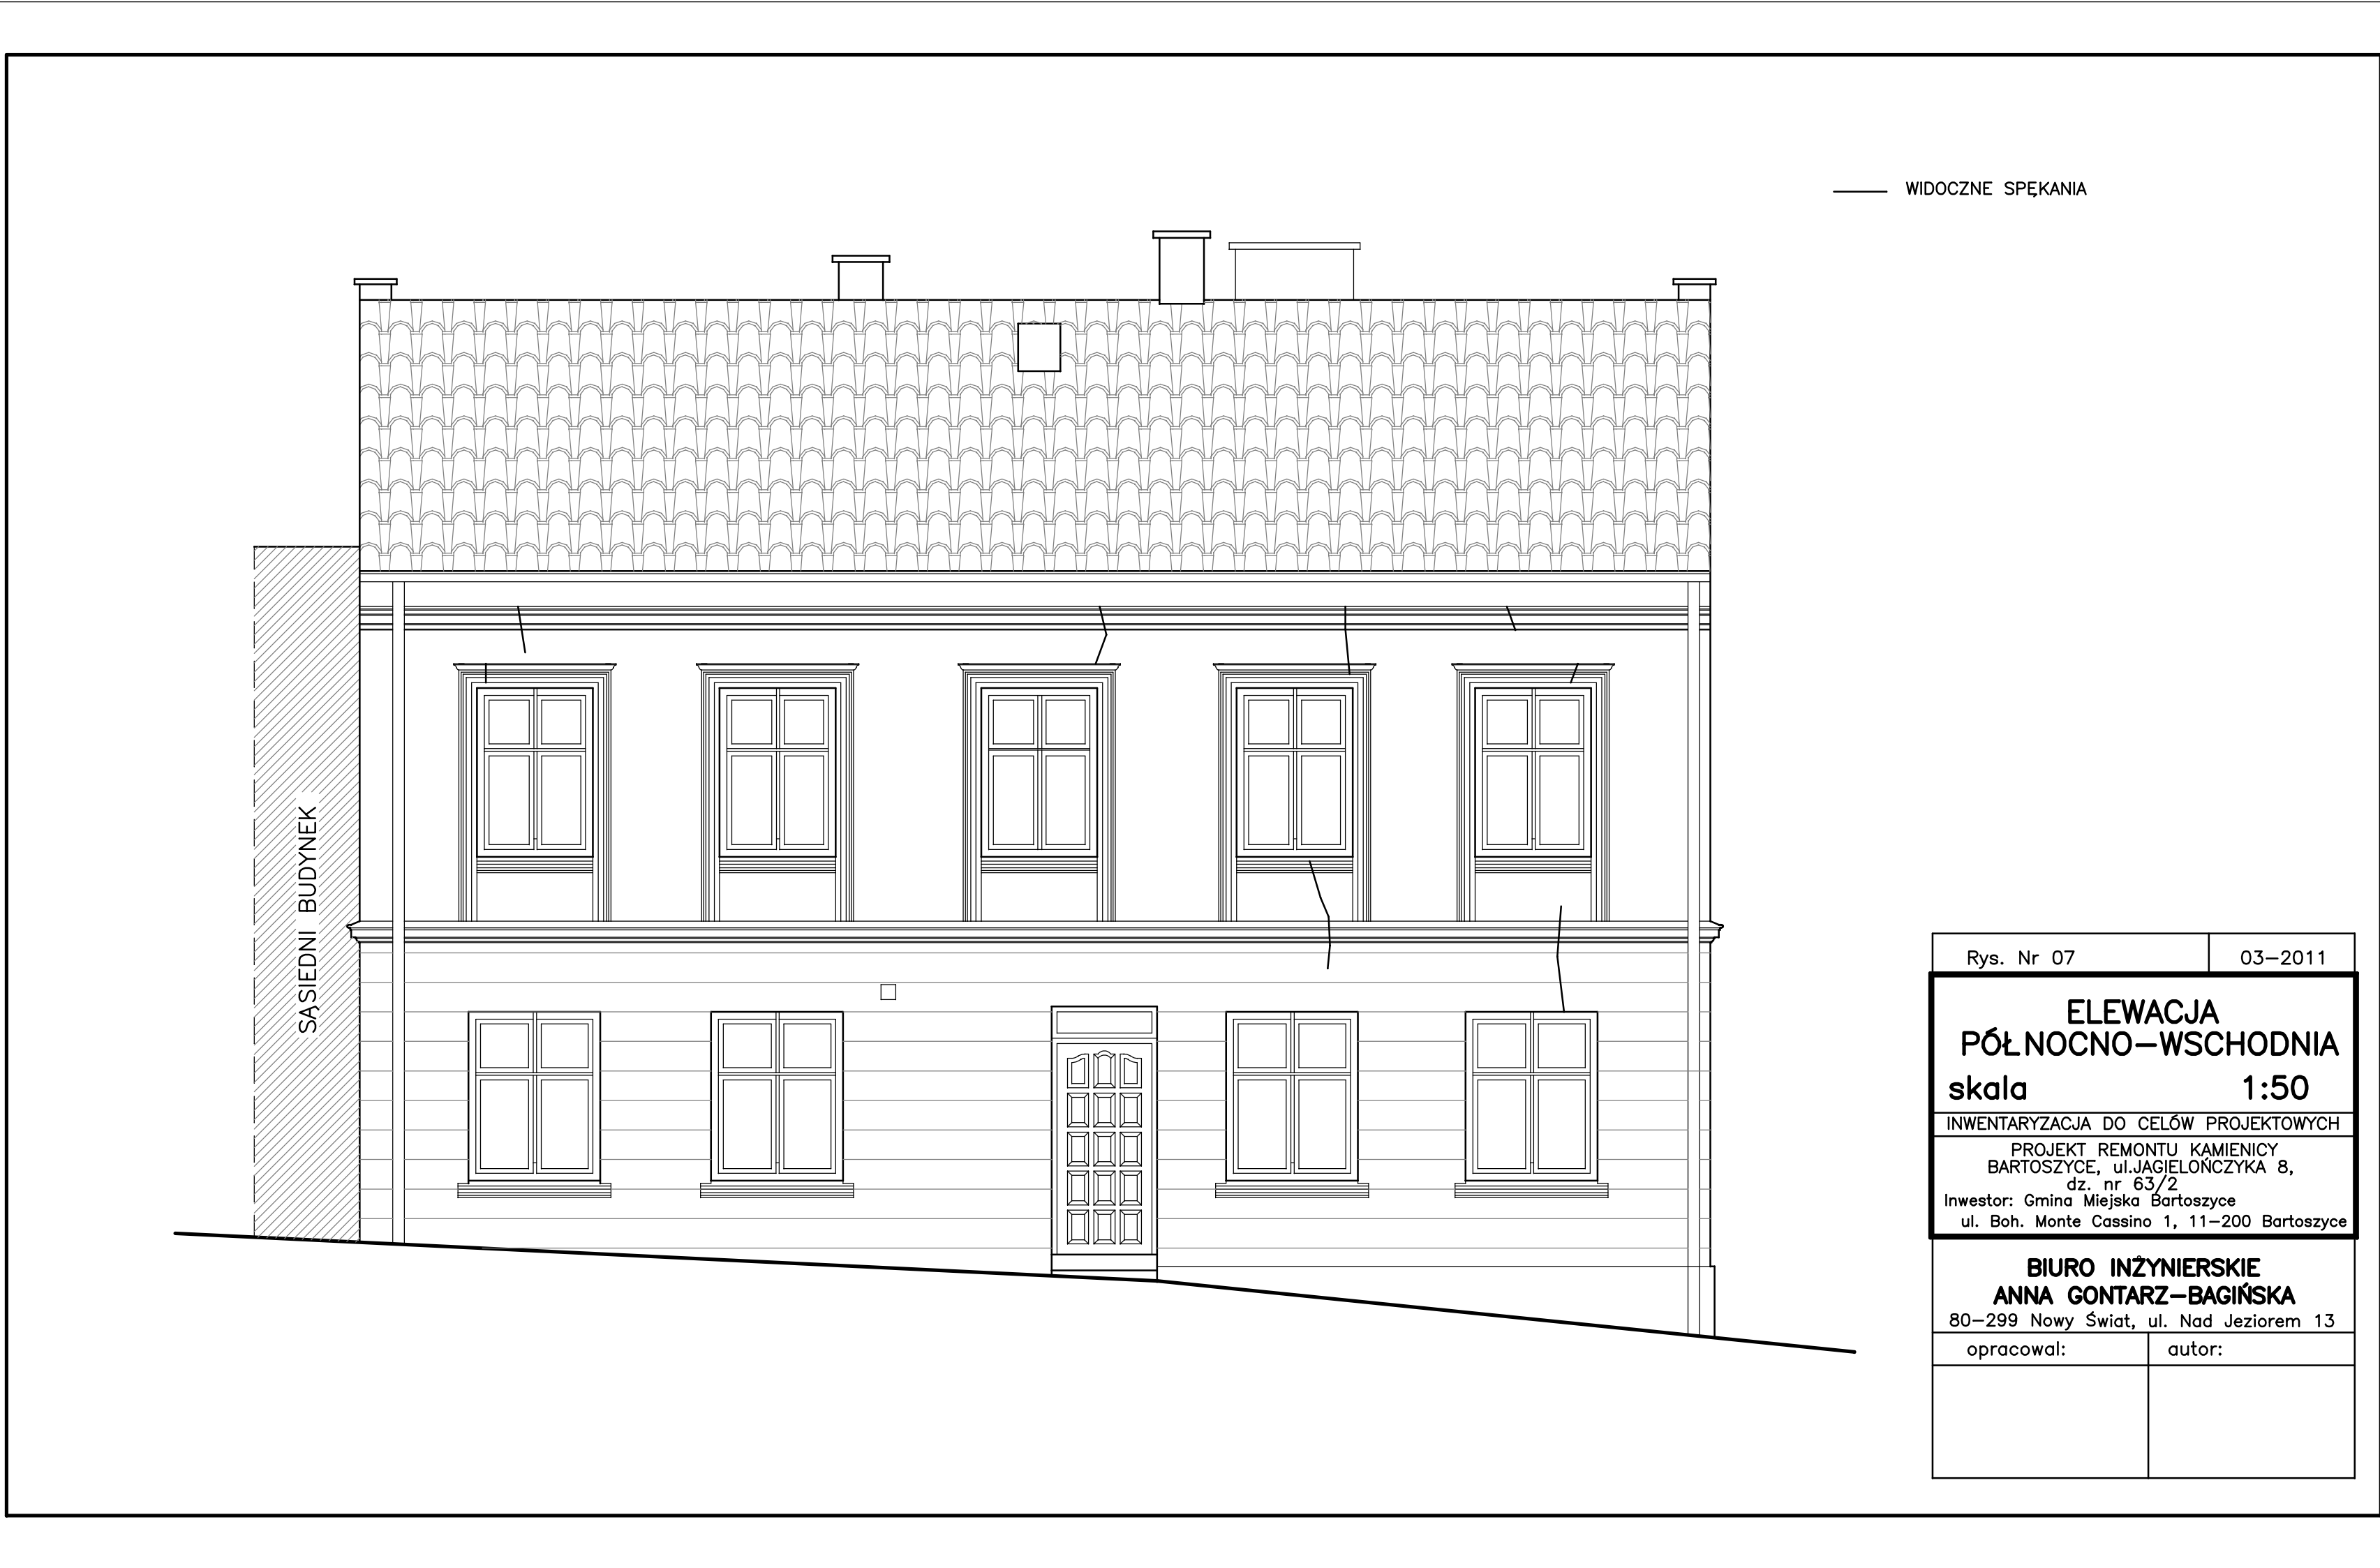 WIDOCZNE SPĘKANIA
SĄSIEDNI BUDYNEK
Rys. Nr 07
03-2011
ELEWACJA
PÓŁNOCNO-WSCHODNIA
skala 1:50
INWENTARYZACJA DO CELÓW PROJEKTOWYCH
PROJEKT REMONTU KAMIENICY
BARTOSZYCE, ul.JAGIELOŃCZYKA 8,
dz. nr 63/2
Inwestor: Gmina Miejska Bartoszyce
ul. Boh. Monte Cassino 1, 11-200 Bartoszyce
BIURO INŻYNIERSKIE
ANNA GONTARZ-BAGIŃSKA
80-299 Nowy Świat, ul. Nad Jeziorem 13
opracowal:
autor: